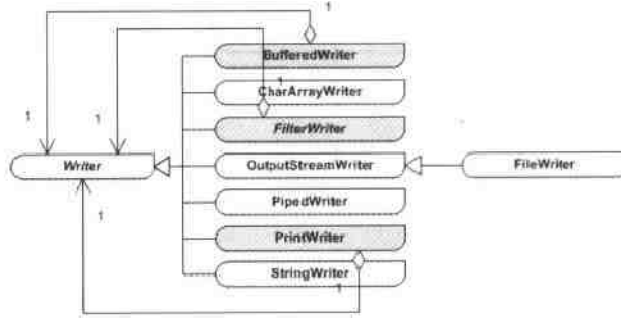 1
BufferedWriter
1
CharArrayWriter
1
1
FilterWriter
Writer
OutputStreamWriter
FileWriter
PipedWriter
1
PrintWriter
StringWriter
1